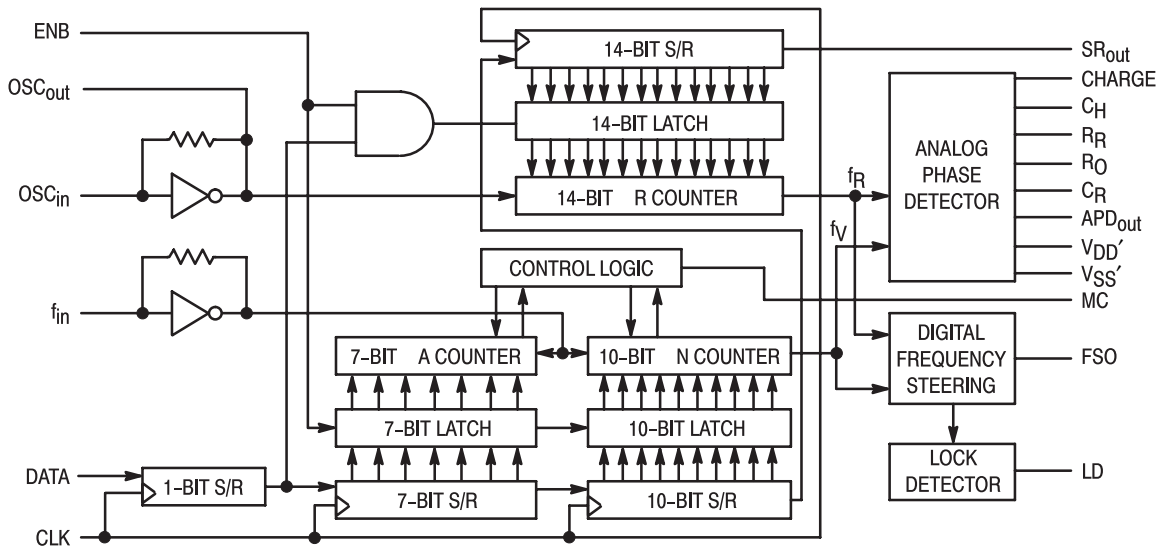 ENB
OSCout
OSCin
fin
DATA
CLK
14–BIT S/R
14–BIT LATCH
14–BIT R COUNTER
CONTROL LOGIC
7–BIT A COUNTER
10–BIT N COUNTER
7–BIT LATCH
10–BIT LATCH
1–BIT S/R
7–BIT S/R
10–BIT S/R
fR
fV
ANALOG
PHASE
DETECTOR
DIGITAL
FREQUENCY
STEERING
LOCK
DETECTOR
SRout
CHARGE
CH
RR
RO
CR
APDout
VDD′
VSS′
MC
FSO
LD